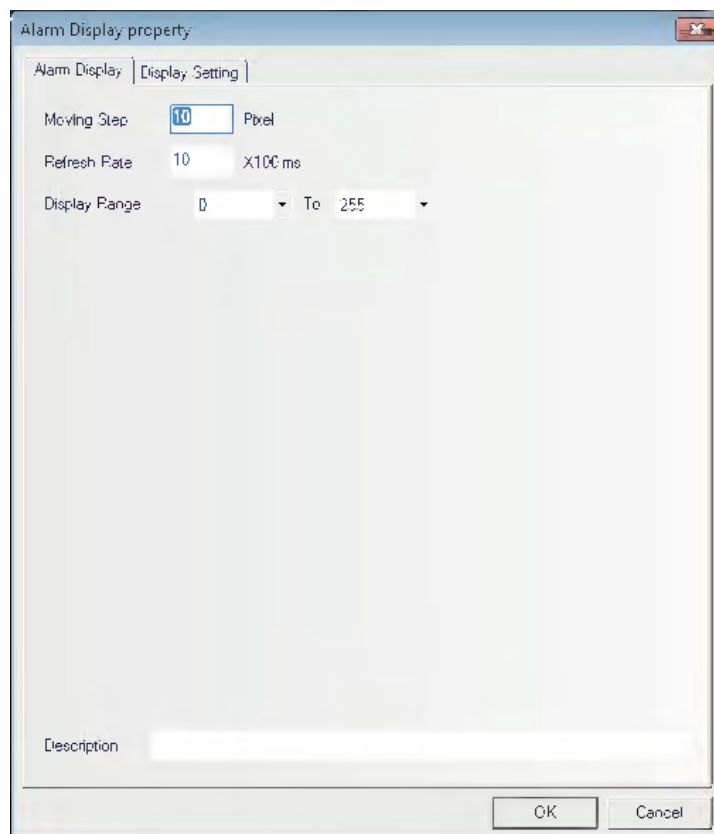 Alarm Display property
Alarm Display Display Setting
Moving Step 10 Pixel
Refresh Rate 10 X100 ms
Display Range 0 To 255
Description
OK Cancel